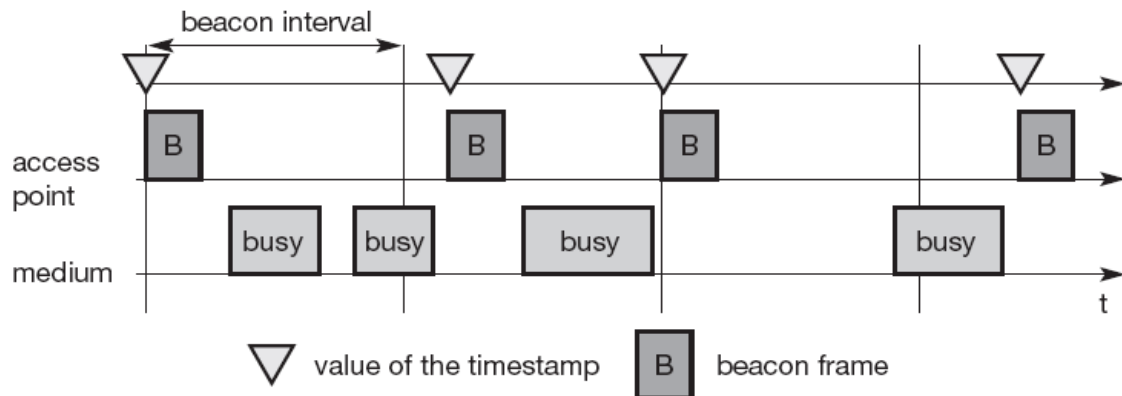 beacon interval
B B B B
access
point
busy busy busy busy
medium
t
value of the timestamp B beacon frame